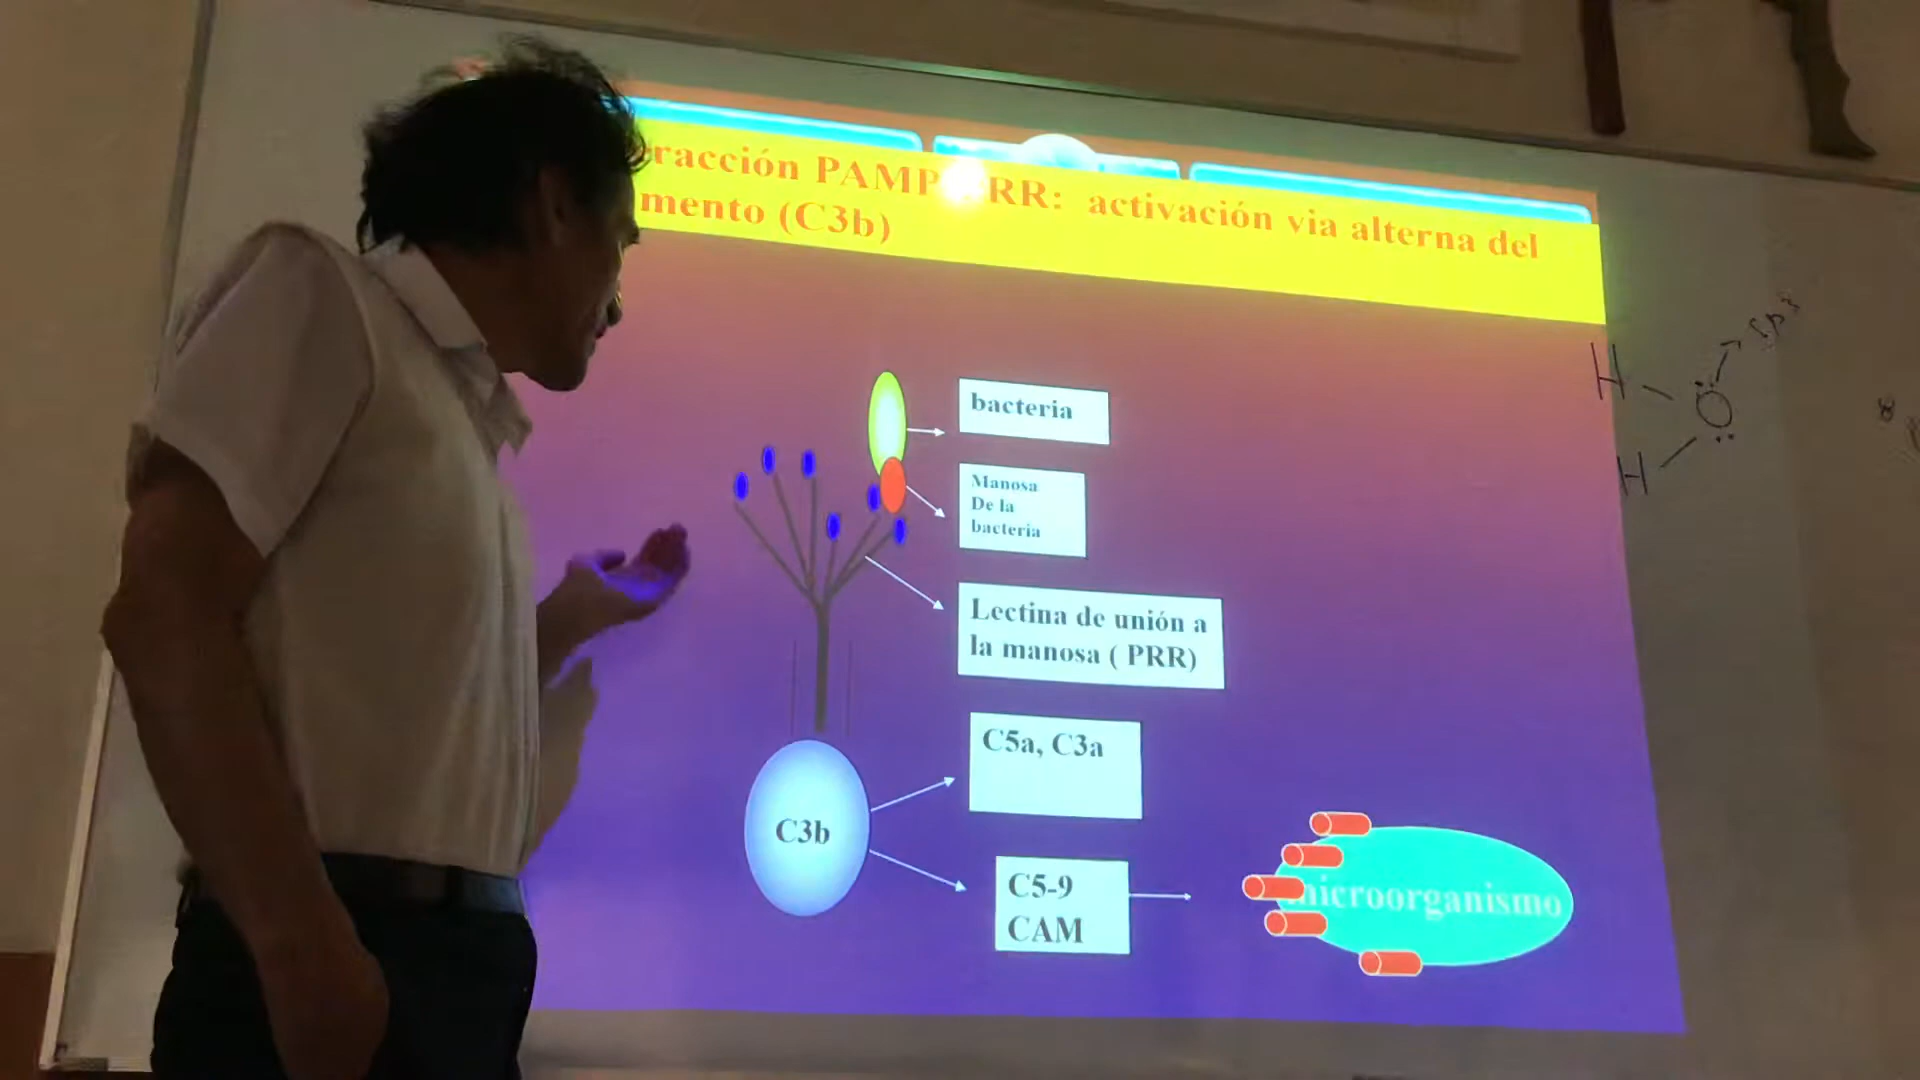 racción PAMP RR: activación via alterna del
mento (C3b)
bacteria
Manosa
De la
bacteria
Lectina de unión a
la manosa ( PRR)
C5a, C3a
C3b
C5-9
CAM
microorganismo
H
O
H